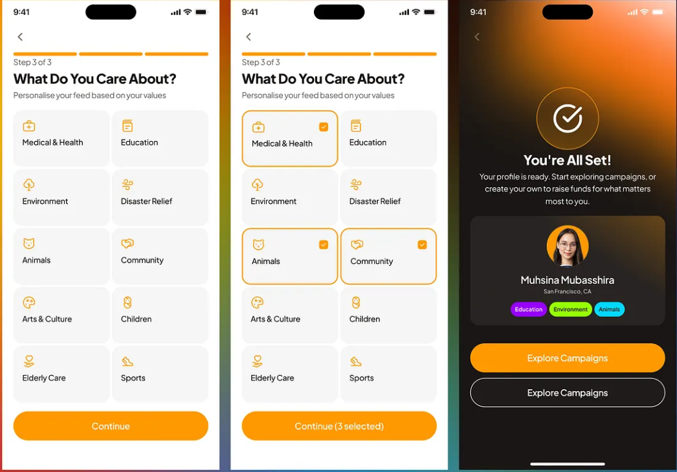 9:41
Step 3 of 3
What Do You Care About?
Personalise your feed based on your values
Medical & Health
Education
Environment
Disaster Relief
Animals
Community
Arts & Culture
Children
Elderly Care
Sports
Continue
9:41
Step 3 of 3
What Do You Care About?
Personalise your feed based on your values
Medical & Health
Education
Environment
Disaster Relief
Animals
Community
Arts & Culture
Children
Elderly Care
Sports
Continue (3 selected)
9:41
You're All Set!
Your profile is ready. Start exploring campaigns, or
create your own to raise funds for what matters
most to you.
Muhsina Mubasshira
San Francisco, CA
Education
Environment
Animals
Explore Campaigns
Explore Campaigns